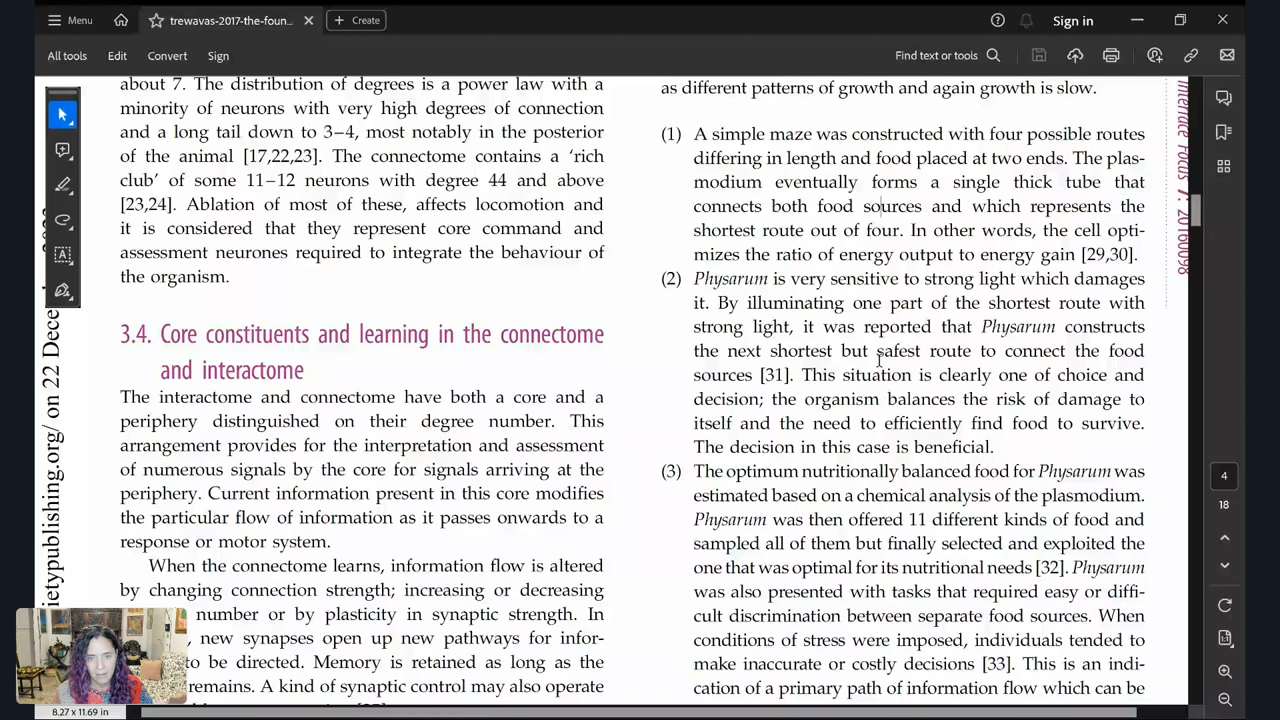 Menu
trewavas-2017-the-foun...
Create
Sign in
All tools
Edit
Convert
Sign
Find text or tools
about 7. The distribution of degrees is a power law with a
minority of neurons with very high degrees of connection
and a long tail down to 3–4, most notably in the posterior
of the animal [17,22,23]. The connectome contains a ‘rich
club’ of some 11–12 neurons with degree 44 and above
[23,24]. Ablation of most of these, affects locomotion and
it is considered that they represent core command and
assessment neurones required to integrate the behaviour of
the organism.
3.4. Core constituents and learning in the connectome
and interactome
The interactome and connectome have both a core and a
periphery distinguished on their degree number. This
arrangement provides for the interpretation and assessment
of numerous signals by the core for signals arriving at the
periphery. Current information present in this core modifies
the particular flow of information as it passes onwards to a
response or motor system.
When the connectome learns, information flow is altered
by changing connection strength; increasing or decreasing
number or by plasticity in synaptic strength. In
, new synapses open up new pathways for infor-
to be directed. Memory is retained as long as the
remains. A kind of synaptic control may also operate
as different patterns of growth and again growth is slow.
(1) A simple maze was constructed with four possible routes
differing in length and food placed at two ends. The plas-
modium eventually forms a single thick tube that
connects both food sources and which represents the
shortest route out of four. In other words, the cell opti-
mizes the ratio of energy output to energy gain [29,30].
(2) Physarum is very sensitive to strong light which damages
it. By illuminating one part of the shortest route with
strong light, it was reported that Physarum constructs
the next shortest but safest route to connect the food
sources [31]. This situation is clearly one of choice and
decision; the organism balances the risk of damage to
itself and the need to efficiently find food to survive.
The decision in this case is beneficial.
(3) The optimum nutritionally balanced food for Physarum was
estimated based on a chemical analysis of the plasmodium.
Physarum was then offered 11 different kinds of food and
sampled all of them but finally selected and exploited the
one that was optimal for its nutritional needs [32]. Physarum
was also presented with tasks that required easy or diffi-
cult discrimination between separate food sources. When
conditions of stress were imposed, individuals tended to
make inaccurate or costly decisions [33]. This is an indi-
cation of a primary path of information flow which can be
Interface Focus 7: 20160098
ietypublishing.org/ on 22 Dece
4
18
8.27 x 11.69 in